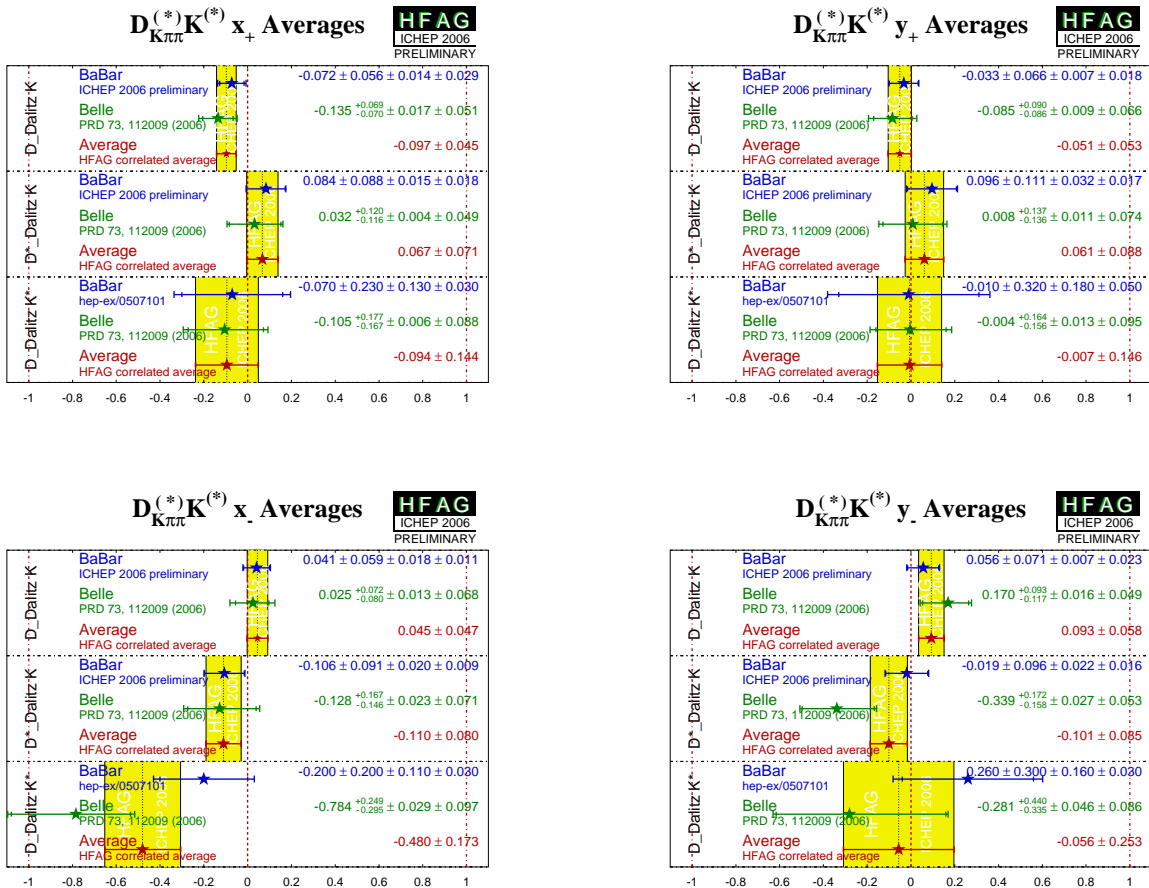 D(*)Kππ K(*) x+ Averages
HFAG
ICHEP 2006
PRELIMINARY
D_Dalitz K
BaBar
ICHEP 2006 preliminary
-0.072 ± 0.056 ± 0.014 ± 0.029
Belle
PRD 73, 112009 (2006)
-0.135 +0.069 -0.070 ± 0.017 ± 0.051
Average
HFAG correlated average
-0.097 ± 0.045
D*_Dalitz K
BaBar
ICHEP 2006 preliminary
0.084 ± 0.088 ± 0.015 ± 0.018
Belle
PRD 73, 112009 (2006)
0.032 +0.120 -0.116 ± 0.004 ± 0.049
Average
HFAG correlated average
0.067 ± 0.071
D_Dalitz K*
BaBar
hep-ex/0507101
-0.070 ± 0.230 ± 0.130 ± 0.030
Belle
PRD 73, 112009 (2006)
-0.105 +0.177 -0.167 ± 0.006 ± 0.088
Average
HFAG correlated average
-0.094 ± 0.144
HFAG
ICHEP 2006
-1 -0.8 -0.6 -0.4 -0.2 0 0.2 0.4 0.6 0.8 1
D(*)Kππ K(*) y+ Averages
HFAG
ICHEP 2006
PRELIMINARY
D_Dalitz K
BaBar
ICHEP 2006 preliminary
-0.033 ± 0.066 ± 0.007 ± 0.018
Belle
PRD 73, 112009 (2006)
-0.085 +0.090 -0.086 ± 0.009 ± 0.066
Average
HFAG correlated average
-0.051 ± 0.053
D*_Dalitz K
BaBar
ICHEP 2006 preliminary
0.096 ± 0.111 ± 0.032 ± 0.017
Belle
PRD 73, 112009 (2006)
0.008 +0.137 -0.136 ± 0.011 ± 0.074
Average
HFAG correlated average
0.061 ± 0.088
D_Dalitz K*
BaBar
hep-ex/0507101
-0.010 ± 0.320 ± 0.180 ± 0.050
Belle
PRD 73, 112009 (2006)
-0.004 +0.164 -0.156 ± 0.013 ± 0.095
Average
HFAG correlated average
-0.007 ± 0.146
HFAG
ICHEP 2006
-1 -0.8 -0.6 -0.4 -0.2 0 0.2 0.4 0.6 0.8 1
D(*)Kππ K(*) x- Averages
HFAG
ICHEP 2006
PRELIMINARY
D_Dalitz K
BaBar
ICHEP 2006 preliminary
0.041 ± 0.059 ± 0.018 ± 0.011
Belle
PRD 73, 112009 (2006)
0.025 +0.072 -0.080 ± 0.013 ± 0.068
Average
HFAG correlated average
0.045 ± 0.047
D*_Dalitz K
BaBar
ICHEP 2006 preliminary
-0.106 ± 0.091 ± 0.020 ± 0.009
Belle
PRD 73, 112009 (2006)
-0.128 +0.167 -0.146 ± 0.023 ± 0.071
Average
HFAG correlated average
-0.110 ± 0.080
D_Dalitz K*
BaBar
hep-ex/0507101
-0.200 ± 0.200 ± 0.110 ± 0.030
Belle
PRD 73, 112009 (2006)
-0.784 +0.249 -0.295 ± 0.029 ± 0.097
Average
HFAG correlated average
-0.480 ± 0.173
HFAG
ICHEP 2006
-1 -0.8 -0.6 -0.4 -0.2 0 0.2 0.4 0.6 0.8 1
D(*)Kππ K(*) y- Averages
HFAG
ICHEP 2006
PRELIMINARY
D_Dalitz K
BaBar
ICHEP 2006 preliminary
0.056 ± 0.071 ± 0.007 ± 0.023
Belle
PRD 73, 112009 (2006)
0.170 +0.093 -0.117 ± 0.016 ± 0.049
Average
HFAG correlated average
0.093 ± 0.058
D*_Dalitz K
BaBar
ICHEP 2006 preliminary
-0.019 ± 0.096 ± 0.022 ± 0.016
Belle
PRD 73, 112009 (2006)
-0.339 +0.172 -0.158 ± 0.027 ± 0.053
Average
HFAG correlated average
-0.101 ± 0.085
D_Dalitz K*
BaBar
hep-ex/0507101
0.260 ± 0.300 ± 0.160 ± 0.030
Belle
PRD 73, 112009 (2006)
-0.281 +0.440 -0.335 ± 0.046 ± 0.086
Average
HFAG correlated average
-0.056 ± 0.253
HFAG
ICHEP 2006
-1 -0.8 -0.6 -0.4 -0.2 0 0.2 0.4 0.6 0.8 1